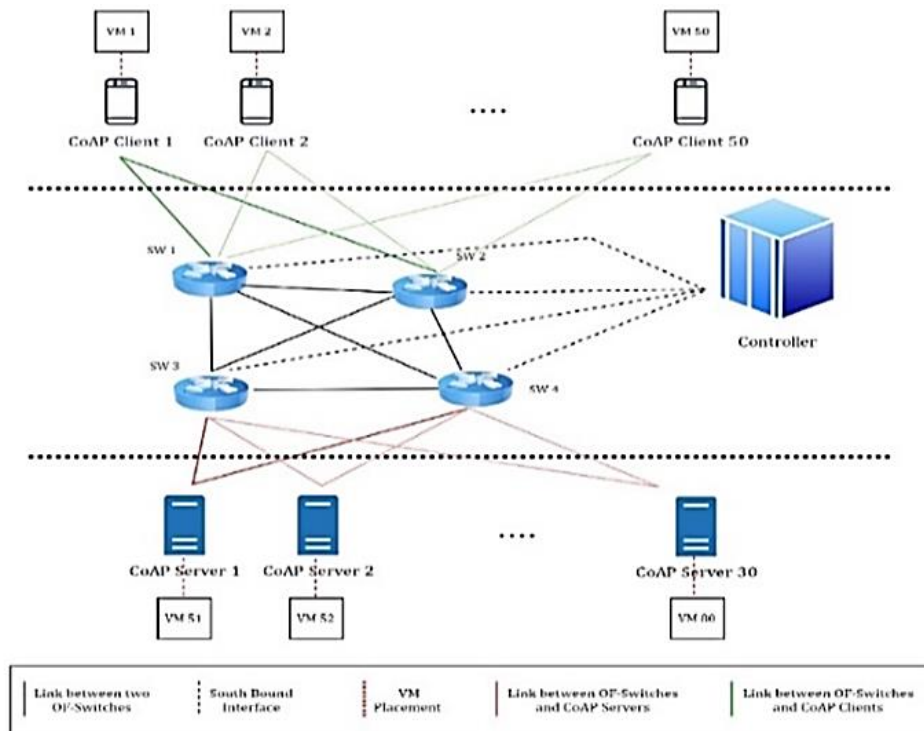 VM 1
VM 2
VM 50
CoAP Client 1
CoAP Client 2
....
CoAP Client 50
SW 1
SW 2
Controller
SW 3
SW 4
....
CoAP Server 1
CoAP Server 2
CoAP Server 30
VM 51
VM 52
VM 80
Link between two
OF-Switches
South Bound
Interface
VM
Placement
Link between OF-Switches
and CoAP Servers
Link between OF-Switches
and CoAP Clients